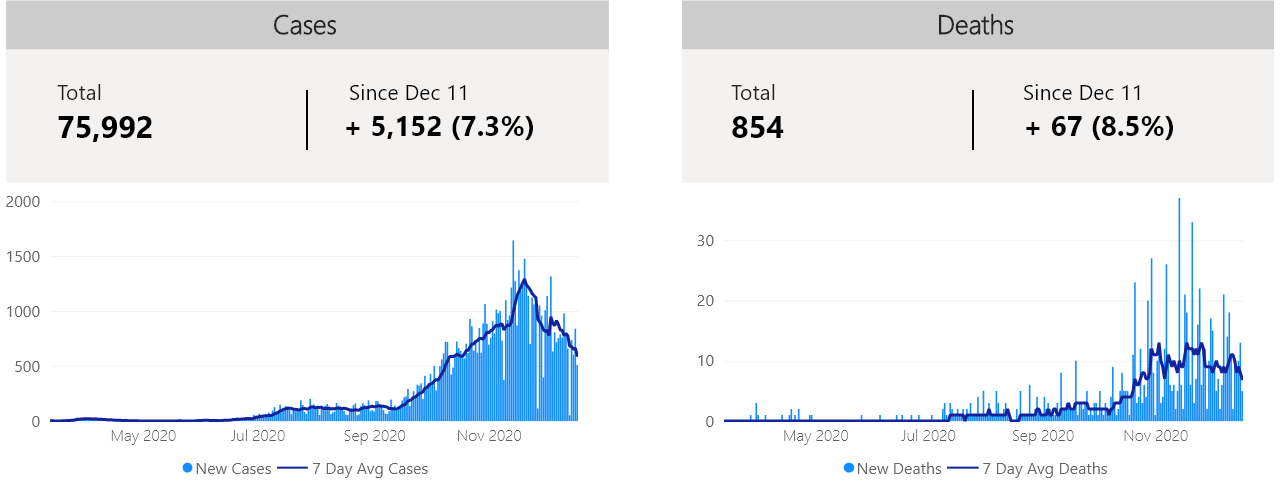 Cases
Total
75,992
Since Dec 11
+ 5,152 (7.3%)
2000
1500
1000
500
0
May 2020 Jul 2020 Sep 2020 Nov 2020
New Cases 7 Day Avg Cases
Deaths
Total
854
Since Dec 11
+ 67 (8.5%)
30
20
10
0
May 2020 Jul 2020 Sep 2020 Nov 2020
New Deaths 7 Day Avg Deaths